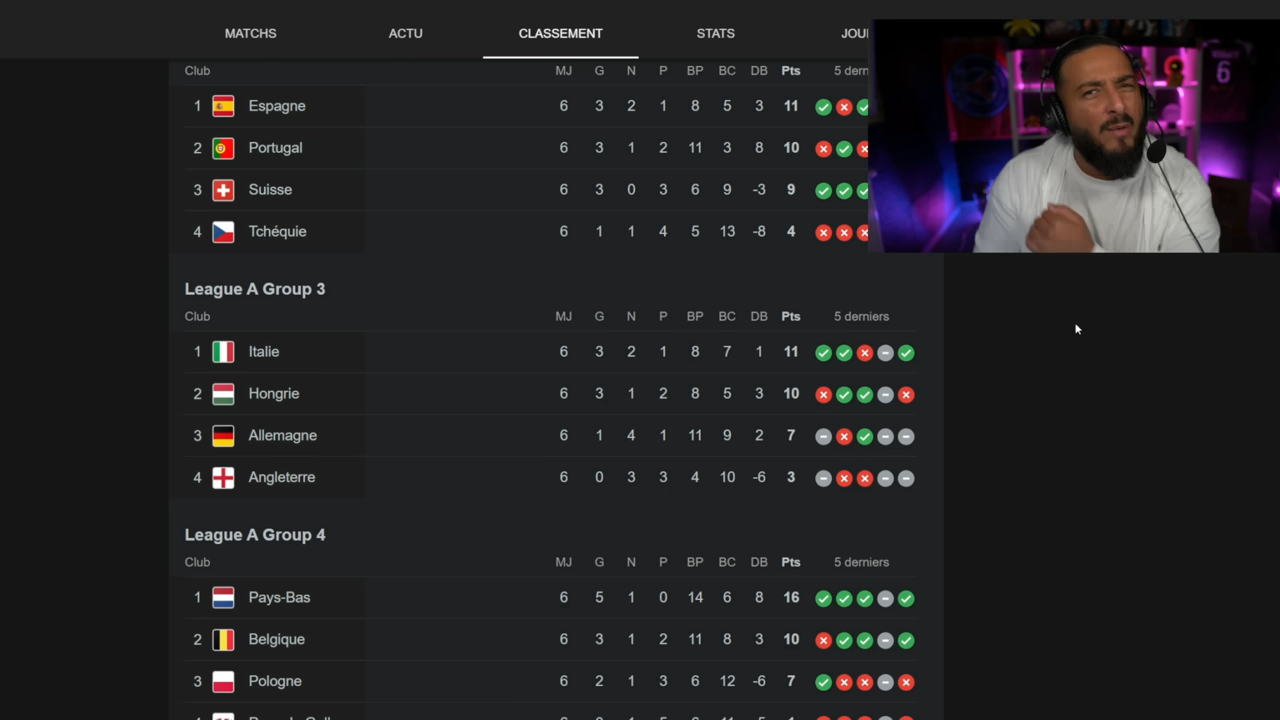 MATCHS ACTU CLASSEMENT STATS
Club MJ G N P BP BC DB Pts 5
1 Espagne 6 3 2 1 8 5 3 11
2 Portugal 6 3 1 2 11 3 8 10
3 Suisse 6 3 0 3 6 9 -3 9
4 Tchéquie 6 1 1 4 5 13 -8 4
6
League A Group 3
Club MJ G N P BP BC DB Pts 5 derniers
1 Italie 6 3 2 1 8 7 1 11
2 Hongrie 6 3 1 2 8 5 3 10
3 Allemagne 6 1 4 1 11 9 2 7
4 Angleterre 6 0 3 3 4 10 -6 3
League A Group 4
Club MJ G N P BP BC DB Pts 5 derniers
1 Pays-Bas 6 5 1 0 14 6 8 16
2 Belgique 6 3 1 2 11 8 3 10
3 Pologne 6 2 1 3 6 12 -6 7